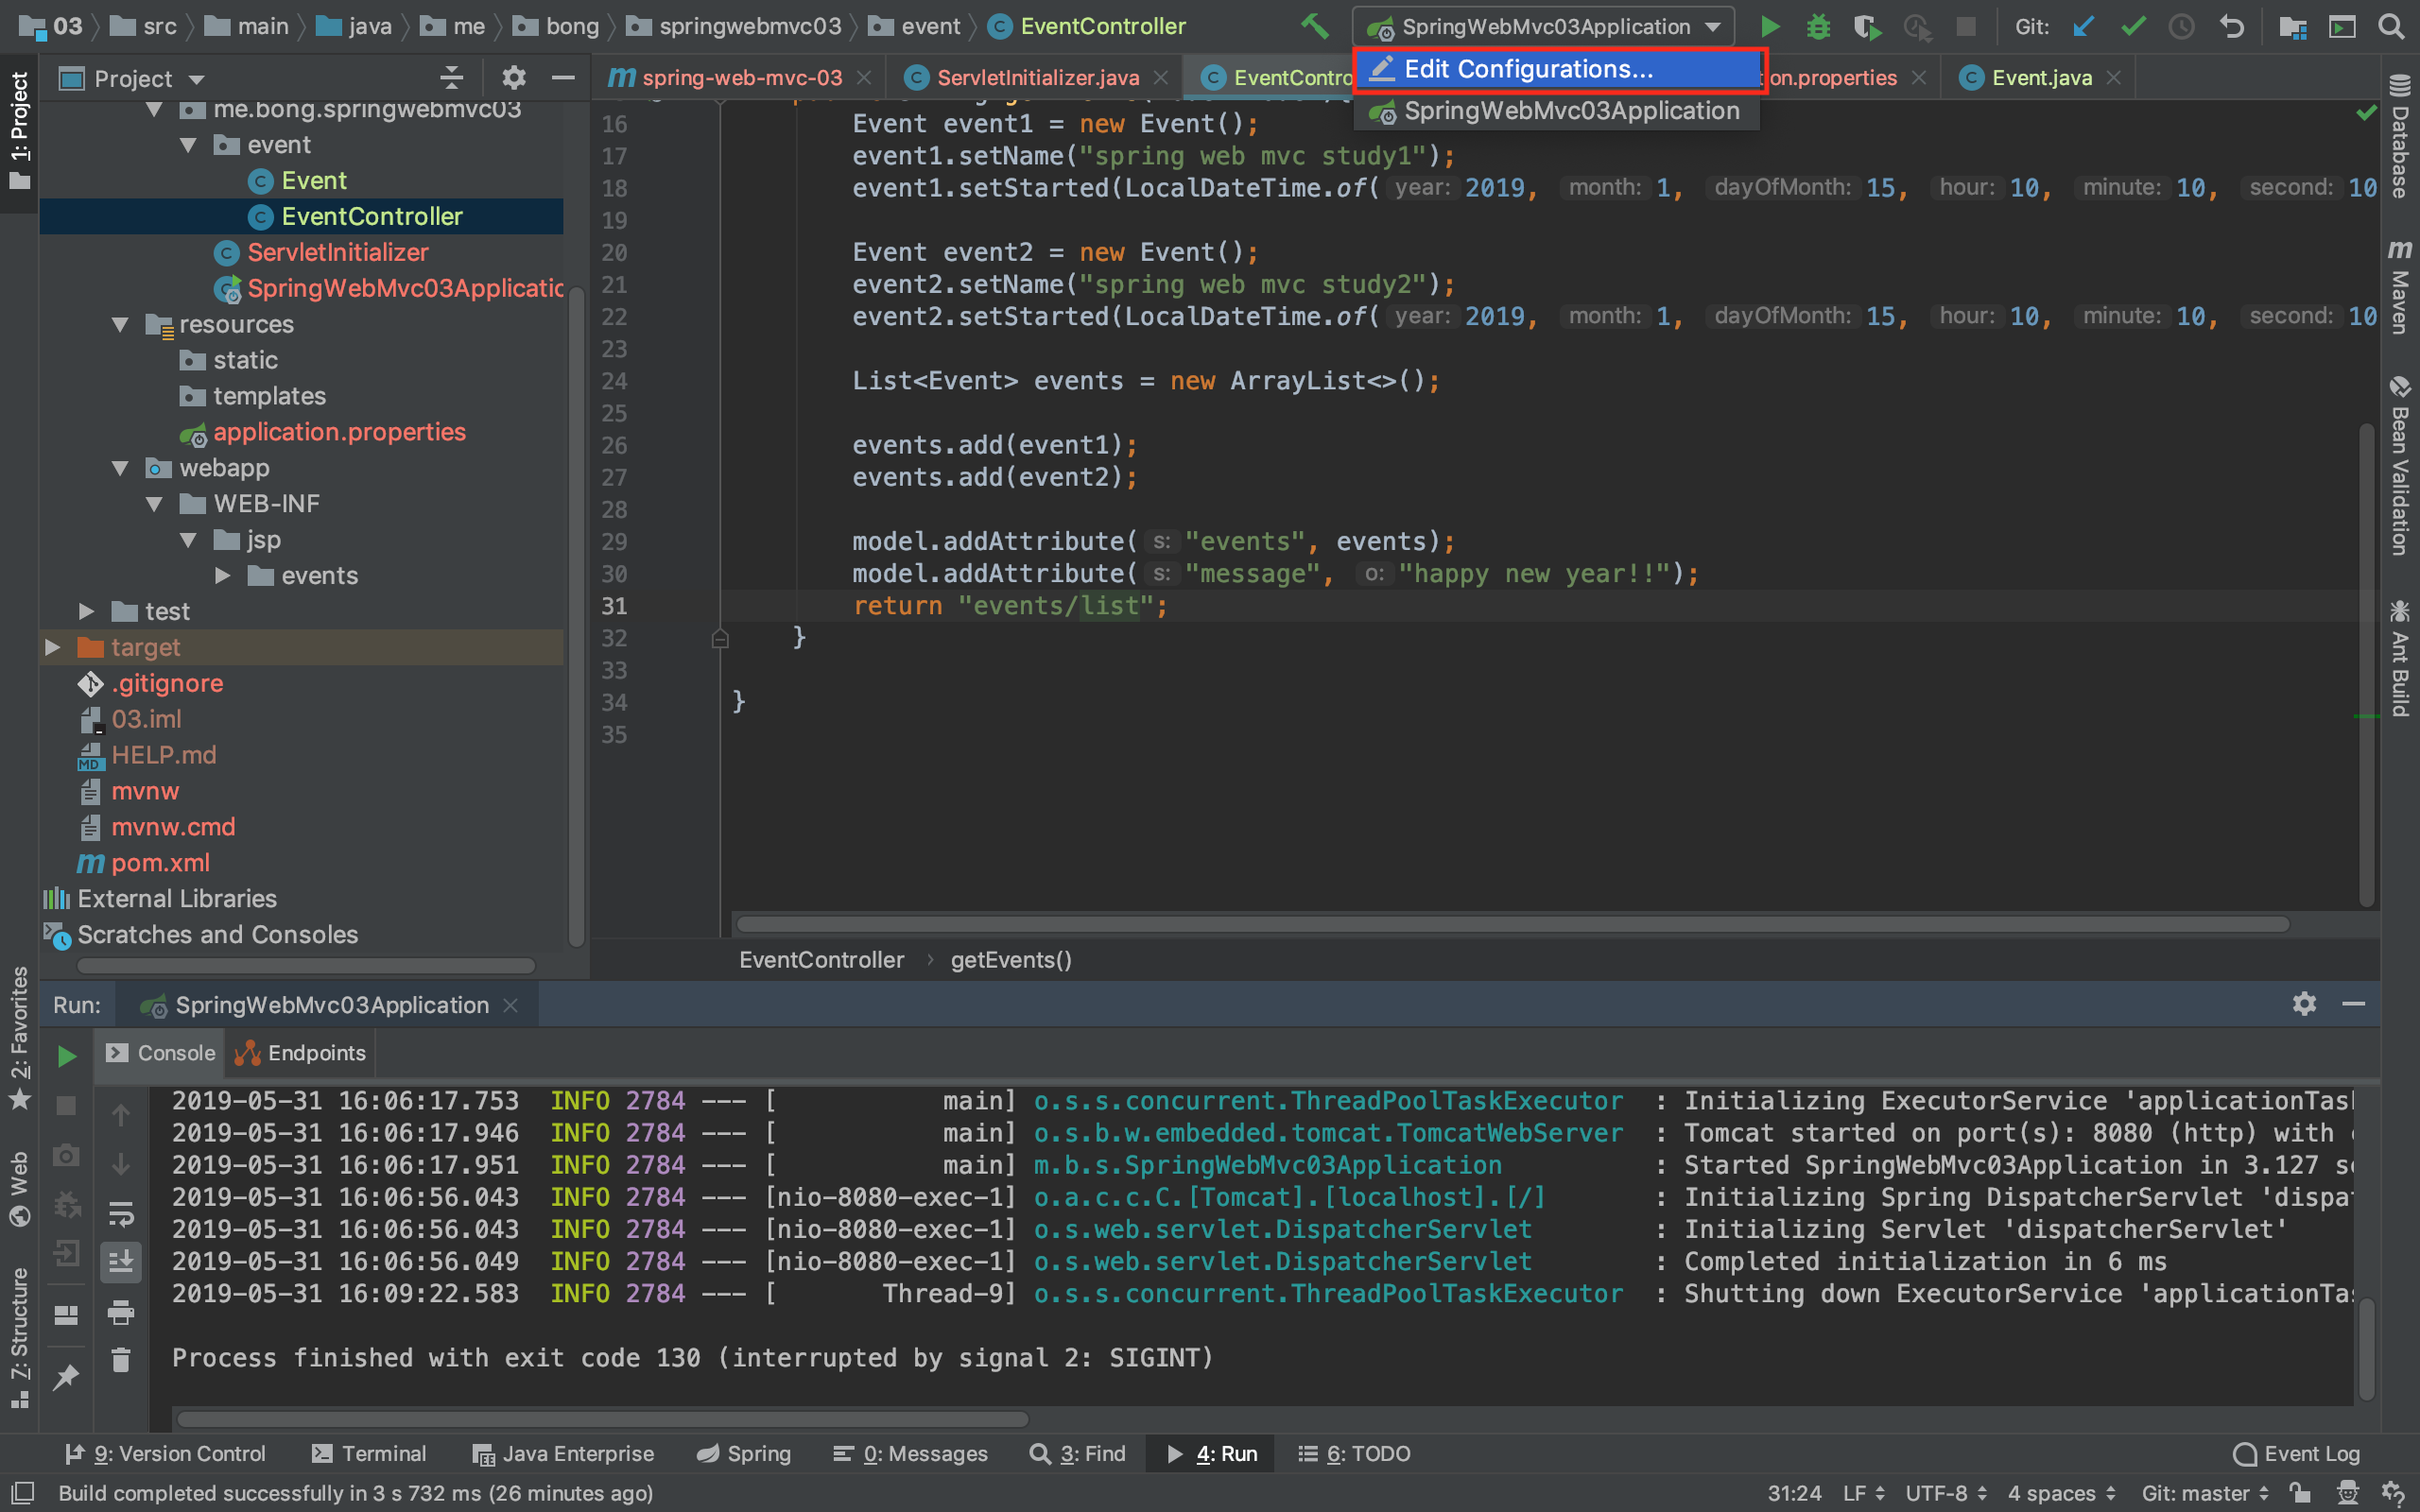 03 src main java me bong springwebmvc03 event EventController
SpringWebMvc03Application
Git:
Edit Configurations...
SpringWebMvc03Application
Project
spring-web-mvc-03
ServletInitializer.java
EventContro
on.properties
Event.java
1: Project
2: Favorites
Web
7: Structure
me.bong.springwebmvc03
event
Event
EventController
ServletInitializer
SpringWebMvc03Applicatio
resources
static
templates
application.properties
webapp
WEB-INF
jsp
events
test
target
.gitignore
03.iml
HELP.md
mvnw
mvnw.cmd
pom.xml
External Libraries
Scratches and Consoles
16 Event event1 = new Event();
17 event1.setName("spring web mvc study1");
18 event1.setStarted(LocalDateTime.of( year: 2019, month: 1, dayOfMonth: 15, hour: 10, minute: 10, second: 10
19
20 Event event2 = new Event();
21 event2.setName("spring web mvc study2");
22 event2.setStarted(LocalDateTime.of( year: 2019, month: 1, dayOfMonth: 15, hour: 10, minute: 10, second: 10
23
24 List<Event> events = new ArrayList<>();
25
26 events.add(event1);
27 events.add(event2);
28
29 model.addAttribute( s: "events", events);
30 model.addAttribute( s: "message", o: "happy new year!!");
31 return "events/list";
32 }
33
34 }
35
Database
Maven
Bean Validation
Ant Build
EventController › getEvents()
Run: SpringWebMvc03Application
Console Endpoints
2019-05-31 16:06:17.753 INFO 2784 --- [ main] o.s.s.concurrent.ThreadPoolTaskExecutor : Initializing ExecutorService 'applicationTas
2019-05-31 16:06:17.946 INFO 2784 --- [ main] o.s.b.w.embedded.tomcat.TomcatWebServer : Tomcat started on port(s): 8080 (http) with
2019-05-31 16:06:17.951 INFO 2784 --- [ main] m.b.s.SpringWebMvc03Application : Started SpringWebMvc03Application in 3.127 s
2019-05-31 16:06:56.043 INFO 2784 --- [nio-8080-exec-1] o.a.c.c.C.[Tomcat].[localhost].[/] : Initializing Spring DispatcherServlet 'dispat
2019-05-31 16:06:56.043 INFO 2784 --- [nio-8080-exec-1] o.s.web.servlet.DispatcherServlet : Initializing Servlet 'dispatcherServlet'
2019-05-31 16:06:56.049 INFO 2784 --- [nio-8080-exec-1] o.s.web.servlet.DispatcherServlet : Completed initialization in 6 ms
2019-05-31 16:09:22.583 INFO 2784 --- [ Thread-9] o.s.s.concurrent.ThreadPoolTaskExecutor : Shutting down ExecutorService 'applicationTa
Process finished with exit code 130 (interrupted by signal 2: SIGINT)
9: Version Control Terminal Java Enterprise Spring 0: Messages 3: Find 4: Run 6: TODO Event Log
Build completed successfully in 3 s 732 ms (26 minutes ago) 31:24 LF UTF-8 4 spaces Git: master